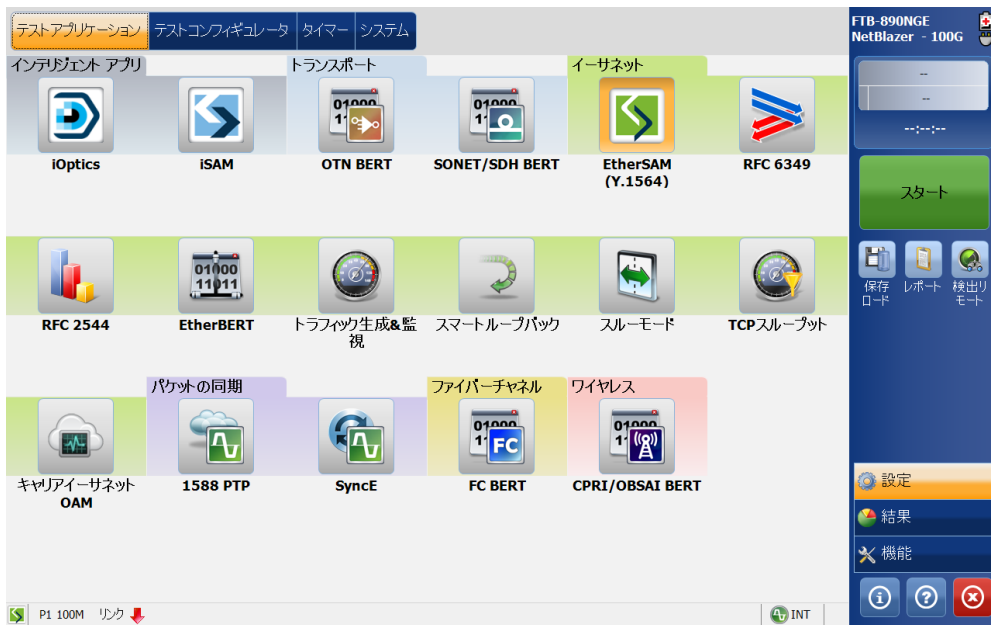 テストアプリケーション テストコンフィギュレータ タイマー システム
FTB-890NGE
NetBlazer - 100G
インテリジェント アプリ トランスポート イーサネット
iOptics iSAM OTN BERT SONET/SDH BERT EtherSAM (Y.1564) RFC 6349
-- 
--
--:--:--
スタート
01000
11011
RFC 2544 EtherBERT トラフィック生成&監視 スマートループバック スルーモード TCPスループット
保存
ロード
レポート
検出リ
モート
パケットの同期 ファイバーチャネル ワイヤレス
FC
キャリアイーサネット
OAM
1588 PTP SyncE FC BERT CPRI/OBSAI BERT
設定
結果
機能
P1 100M リンク INT